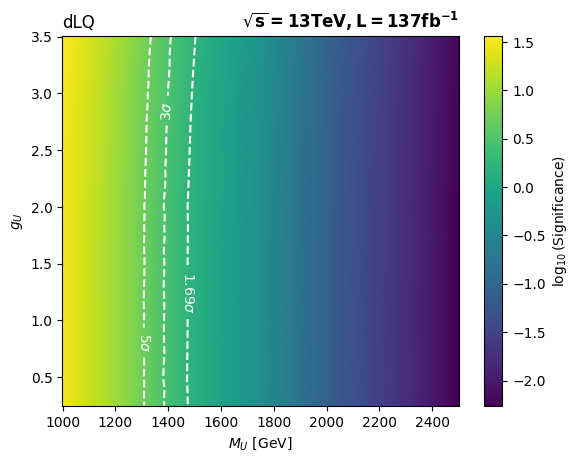 dLQ
√s = 13TeV, L = 137fb⁻¹
3.5
3.0
2.5
2.0
1.5
1.0
0.5
g_U
3σ
1.69σ
5σ
1000
1200
1400
1600
1800
2000
2200
2400
M_U [GeV]
1.5
1.0
0.5
0.0
−0.5
−1.0
−1.5
−2.0
log₁₀(Significance)